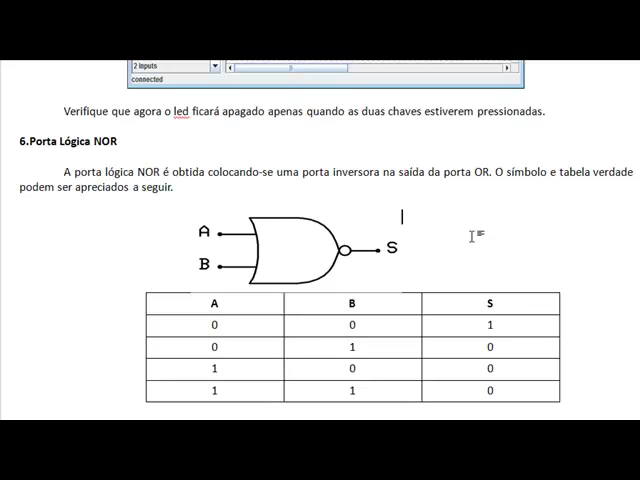 2 Inputs
connected
Verifique que agora o led ficará apagado apenas quando as duas chaves estiverem pressionadas.
6.Porta Lógica NOR
A porta lógica NOR é obtida colocando-se uma porta inversora na saída da porta OR. O símbolo e tabela verdade
podem ser apreciados a seguir.
A
S
B
A B S
0 0 1
0 1 0
1 0 0
1 1 0